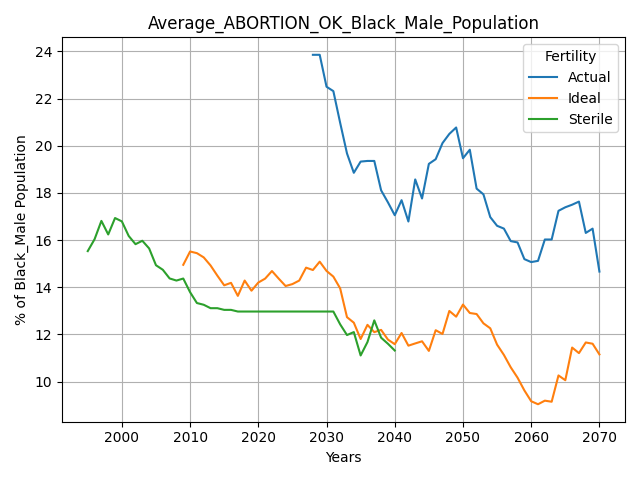 Average_ABORTION_OK_Black_Male_Population
% of Black_Male Population
24
22
20
18
16
14
12
10
Fertility
Actual
Ideal
Sterile
2000
2010
2020
2030
2040
2050
2060
2070
Years